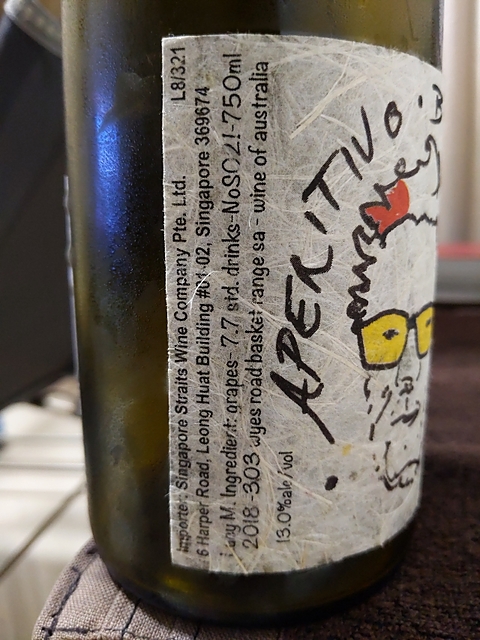 L8/321
Importer: Singapore Straits Wine Company Pte. Ltd.
6 Harper Road, Leong Huat Building #01-02, Singapore 369674
M. Ingredient: grapes- 7.7 std. drinks-NoSO21-750ml
2018 303 wyes road basket range sa - wine of australia
13.0%alc/vol
APERITIVO